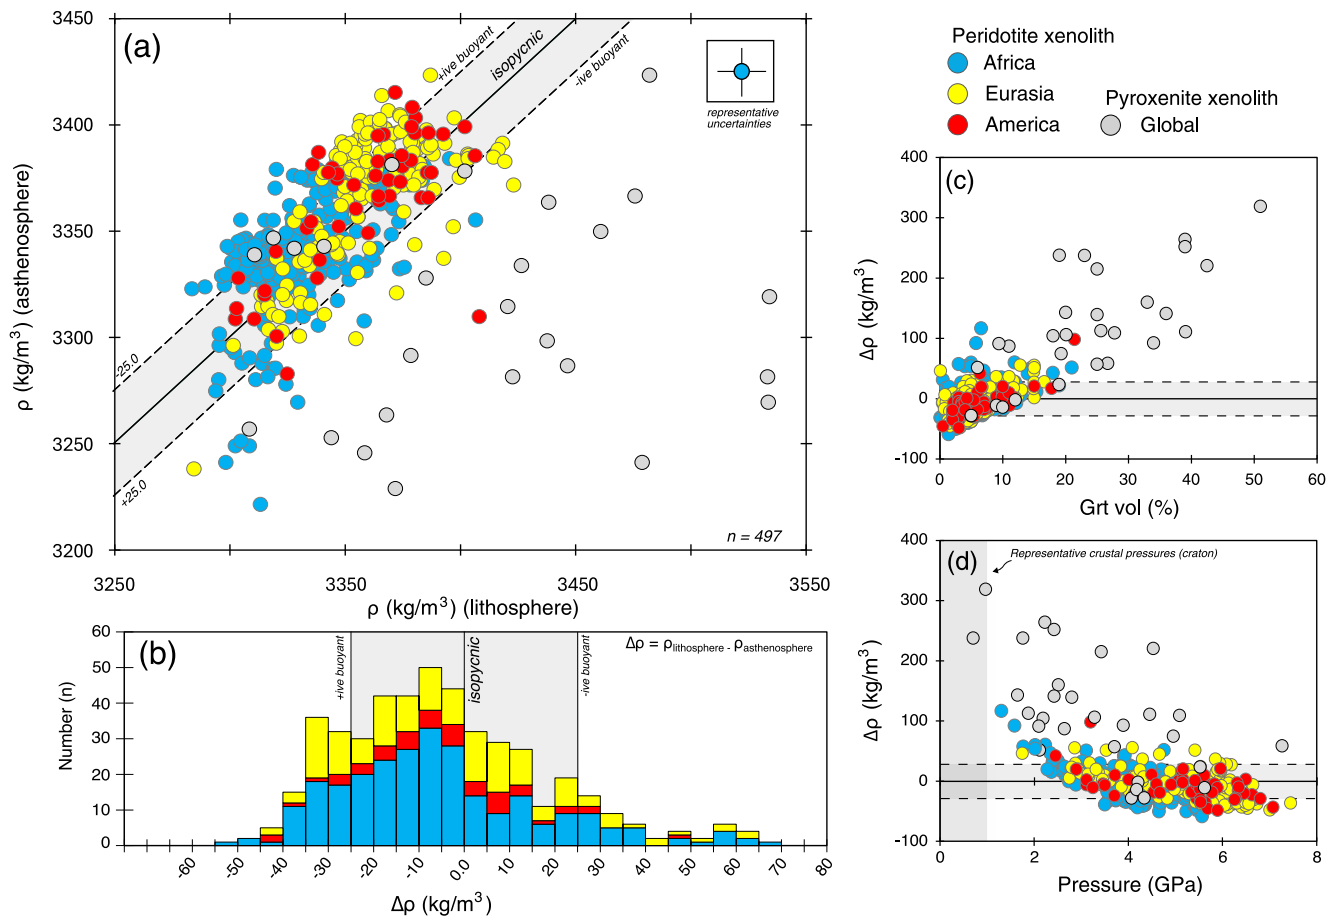 (a)
3450
3400
3350
3300
3250
3200
ρ (kg/m³) (asthenosphere)
+ive buoyant
isopycnic
-ive buoyant
representative
uncertainties
-25.0
+25.0
n = 497
3250
3350
3450
3550
ρ (kg/m³) (lithosphere)
Peridotite xenolith
Africa
Eurasia
America
Pyroxenite xenolith
Global
(b)
60
50
40
30
20
10
0
Number (n)
+ive buoyant
isopycnic
-ive buoyant
Δρ = ρlithosphere - ρasthenosphere
-60
-50
-40
-30
-20
-10
0.0
10
20
30
40
50
60
70
80
Δρ (kg/m³)
(c)
400
300
200
100
0
-100
Δρ (kg/m³)
0
10
20
30
40
50
60
Grt vol (%)
(d)
Representative crustal pressures (craton)
400
300
200
100
0
-100
Δρ (kg/m³)
0
2
4
6
8
Pressure (GPa)